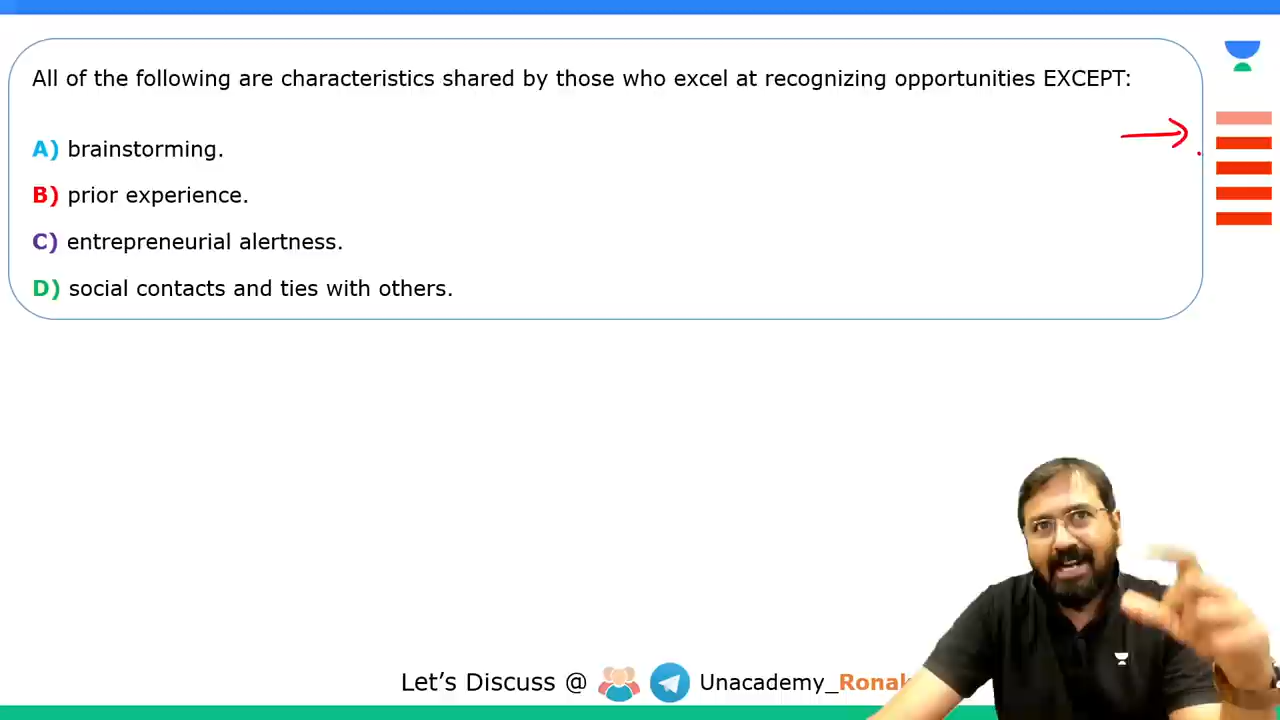 All of the following are characteristics shared by those who excel at recognizing opportunities EXCEPT:
A) brainstorming.
B) prior experience.
C) entrepreneurial alertness.
D) social contacts and ties with others.
Let’s Discuss @ Unacademy_Ronak